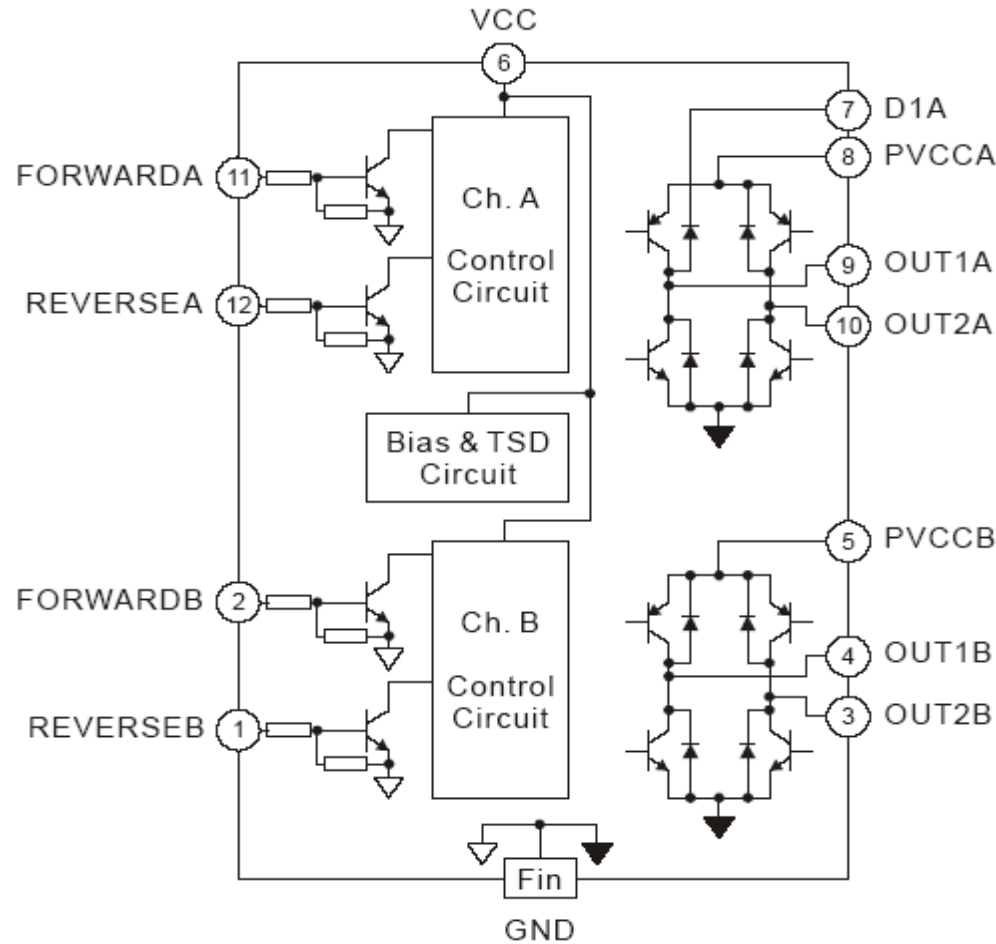 VCC
6
7 D1A
8 PVCCA
FORWARDA 11
Ch. A
Control
Circuit
9 OUT1A
REVERSEA 12
10 OUT2A
Bias & TSD
Circuit
5 PVCCB
FORWARDB 2
Ch. B
Control
Circuit
4 OUT1B
REVERSEB 1
3 OUT2B
Fin
GND